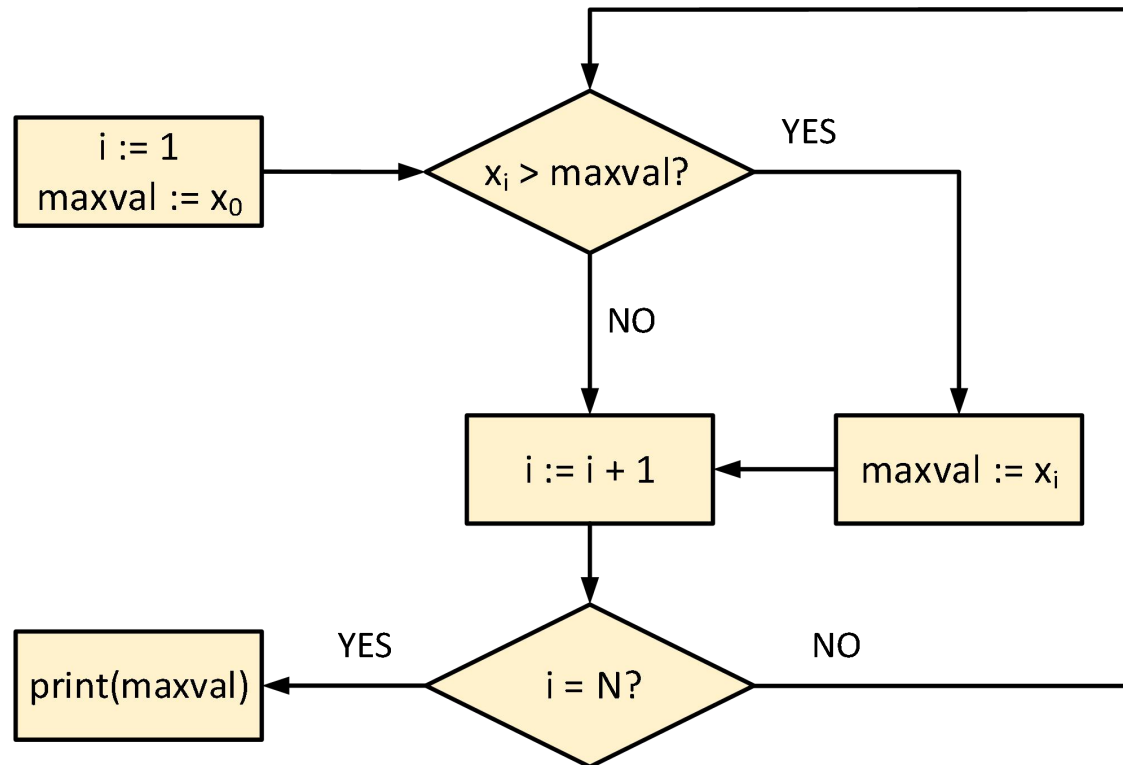 i := 1
maxval := x₀
xᵢ > maxval?
YES
NO
i := i + 1
maxval := xᵢ
i = N?
YES
NO
print(maxval)